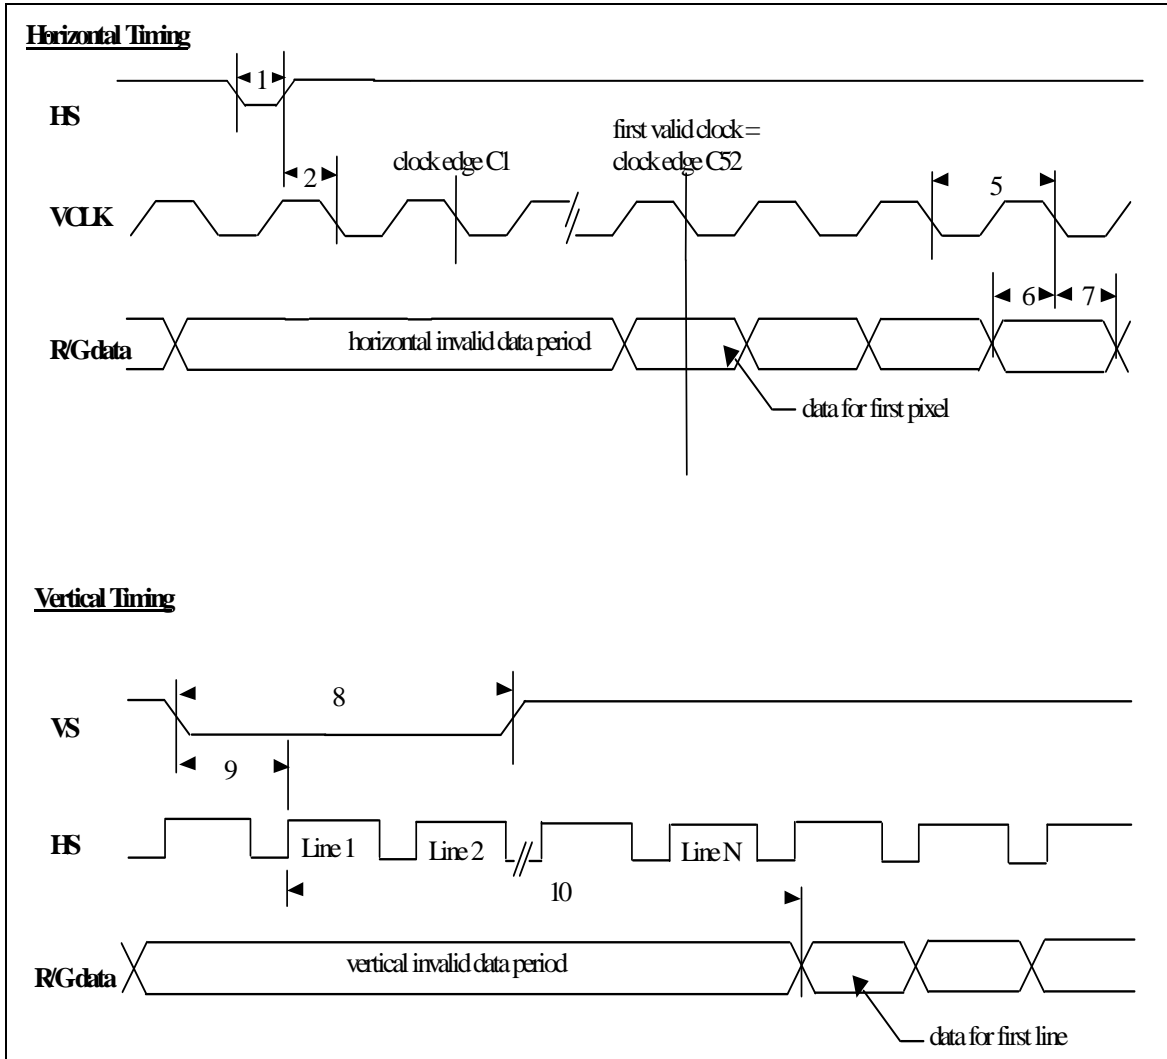 Horizontal Timing
1
HS
first valid clock =
clock edge C1
clock edge C52
2
5
VCLK
6
7
R/G data
horizontal invalid data period
data for first pixel
Vertical Timing
8
VS
9
HS
Line 1
Line 2
Line N
10
R/G data
vertical invalid data period
data for first line